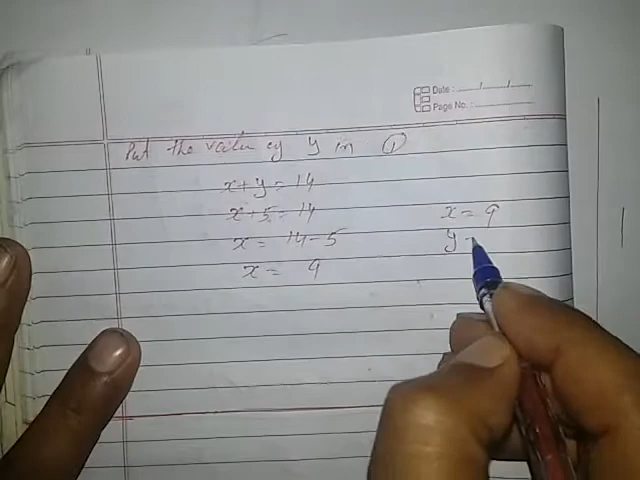 Date :
Page No. :
Put the value of y in ①
x + y = 14
x + 5 = 14
x = 14 - 5
x = 9
x = 9
y =